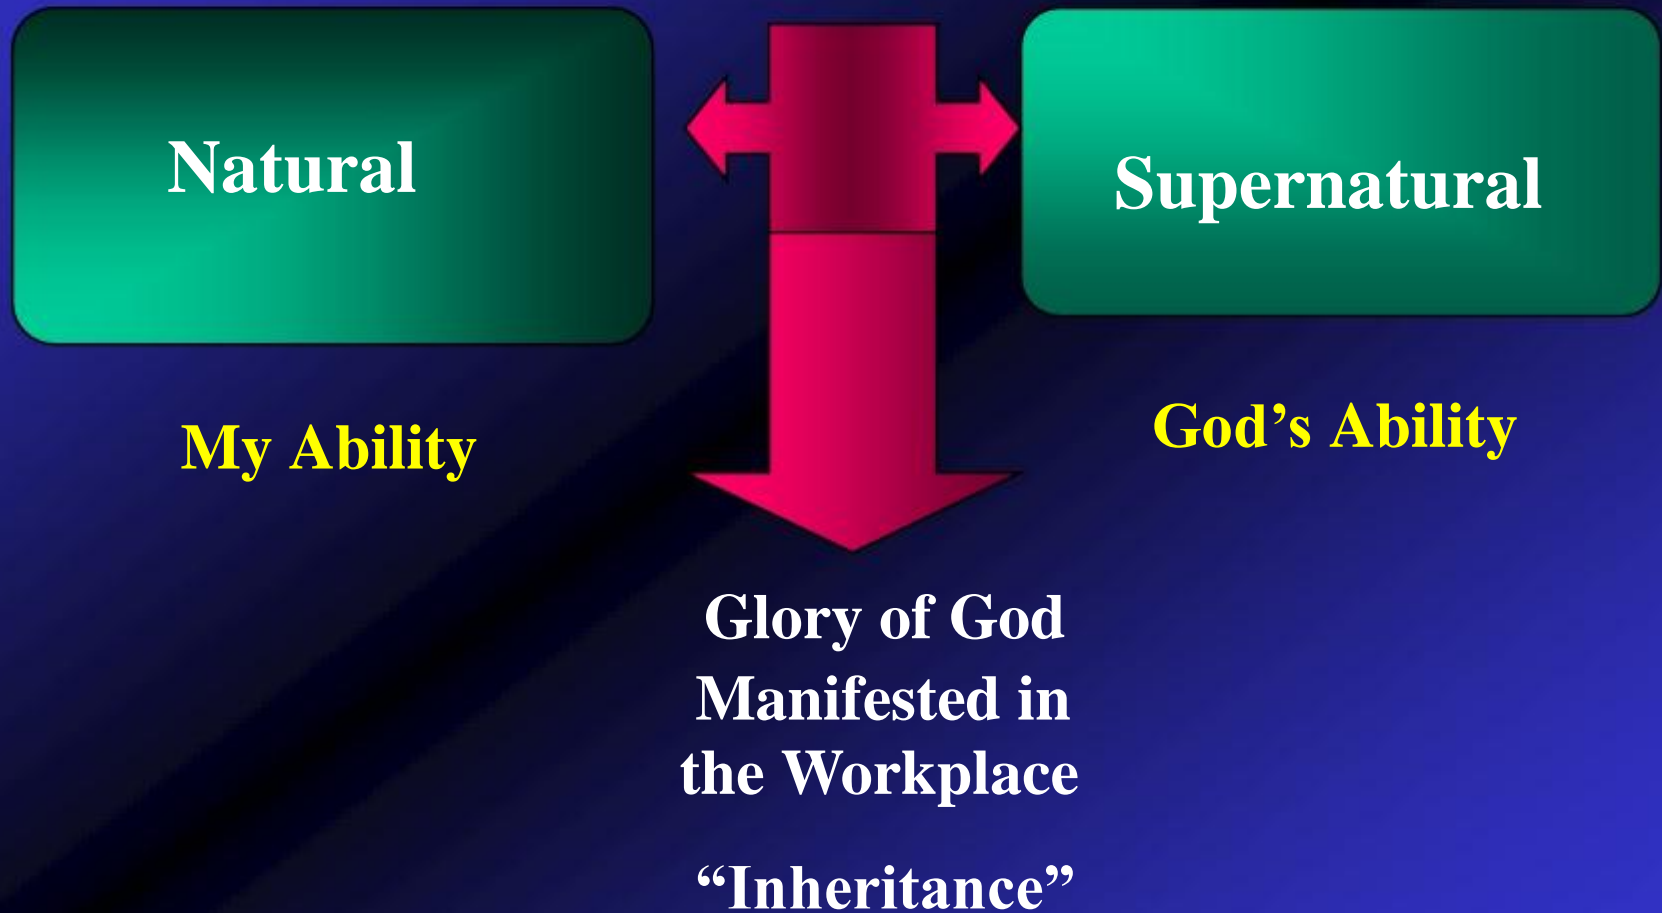 Natural
Supernatural
My Ability
God’s Ability
Glory of God
Manifested in
the Workplace
“Inheritance”